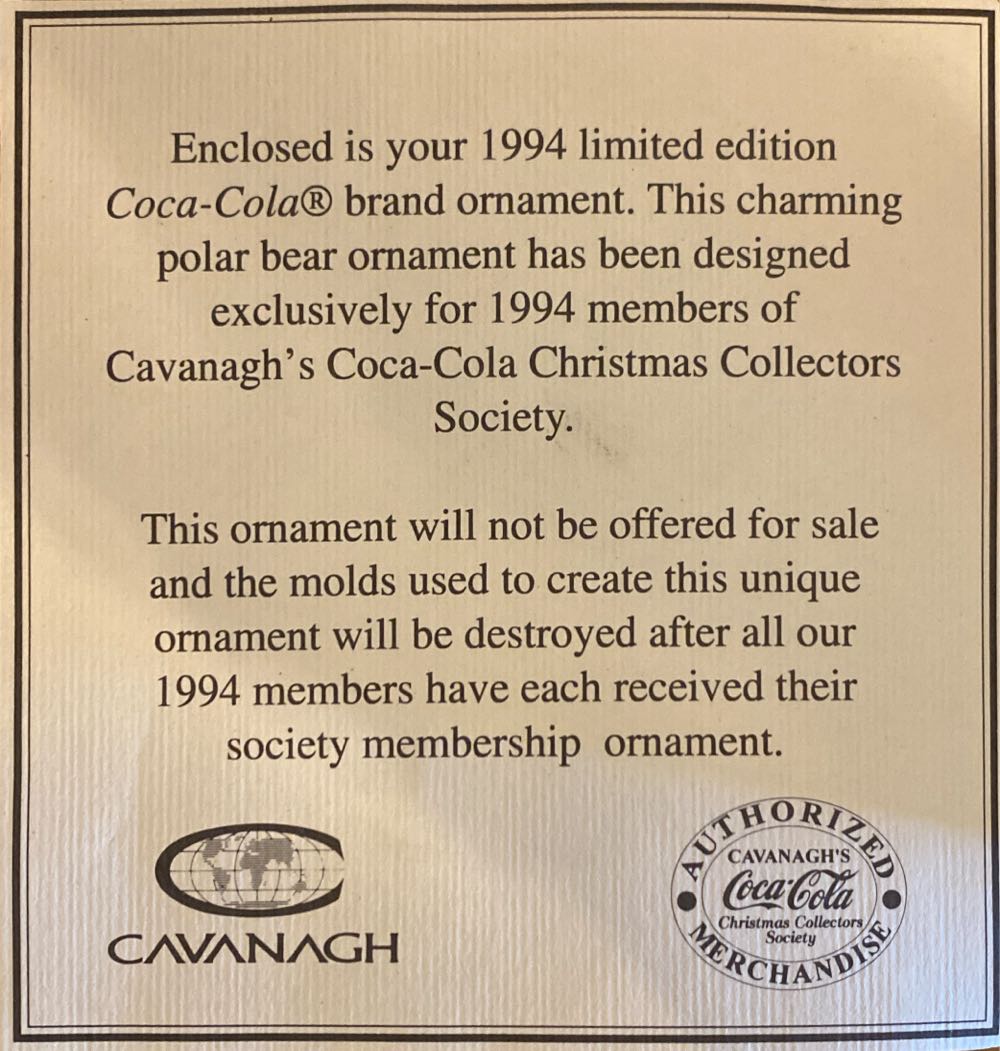 Enclosed is your 1994 limited edition
Coca-Cola® brand ornament. This charming
polar bear ornament has been designed
exclusively for 1994 members of
Cavanagh's Coca-Cola Christmas Collectors
Society.
This ornament will not be offered for sale
and the molds used to create this unique
ornament will be destroyed after all our
1994 members have each received their
society membership ornament.
CAVANAGH
AUTHORIZED
CAVANAGH'S
Coca-Cola
Christmas Collectors
Society
MERCHANDISE